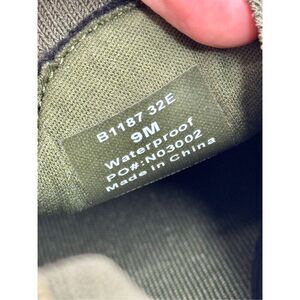 B1187 32E
9M
Waterproof
PO#:N03002
Made in China